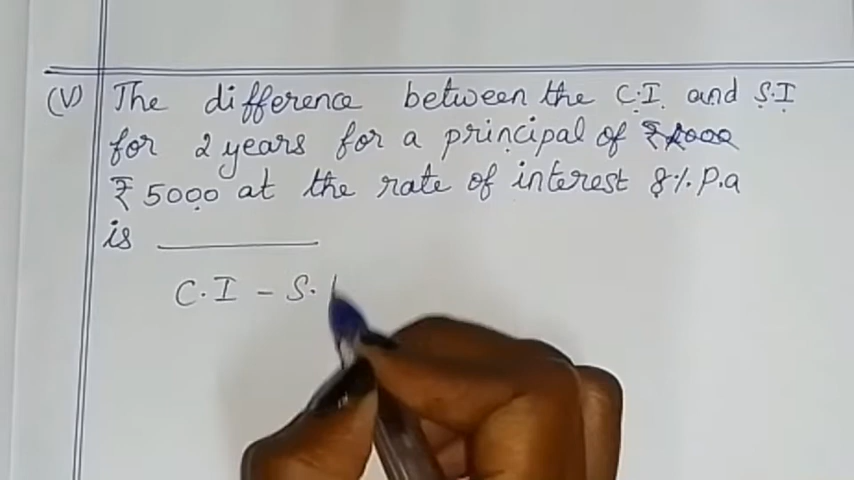 (V) The difference between the C.I. and S.I
for 2 years for a principal of
₹ 5000 at the rate of interest 8%. p.a
is
C.I - S.